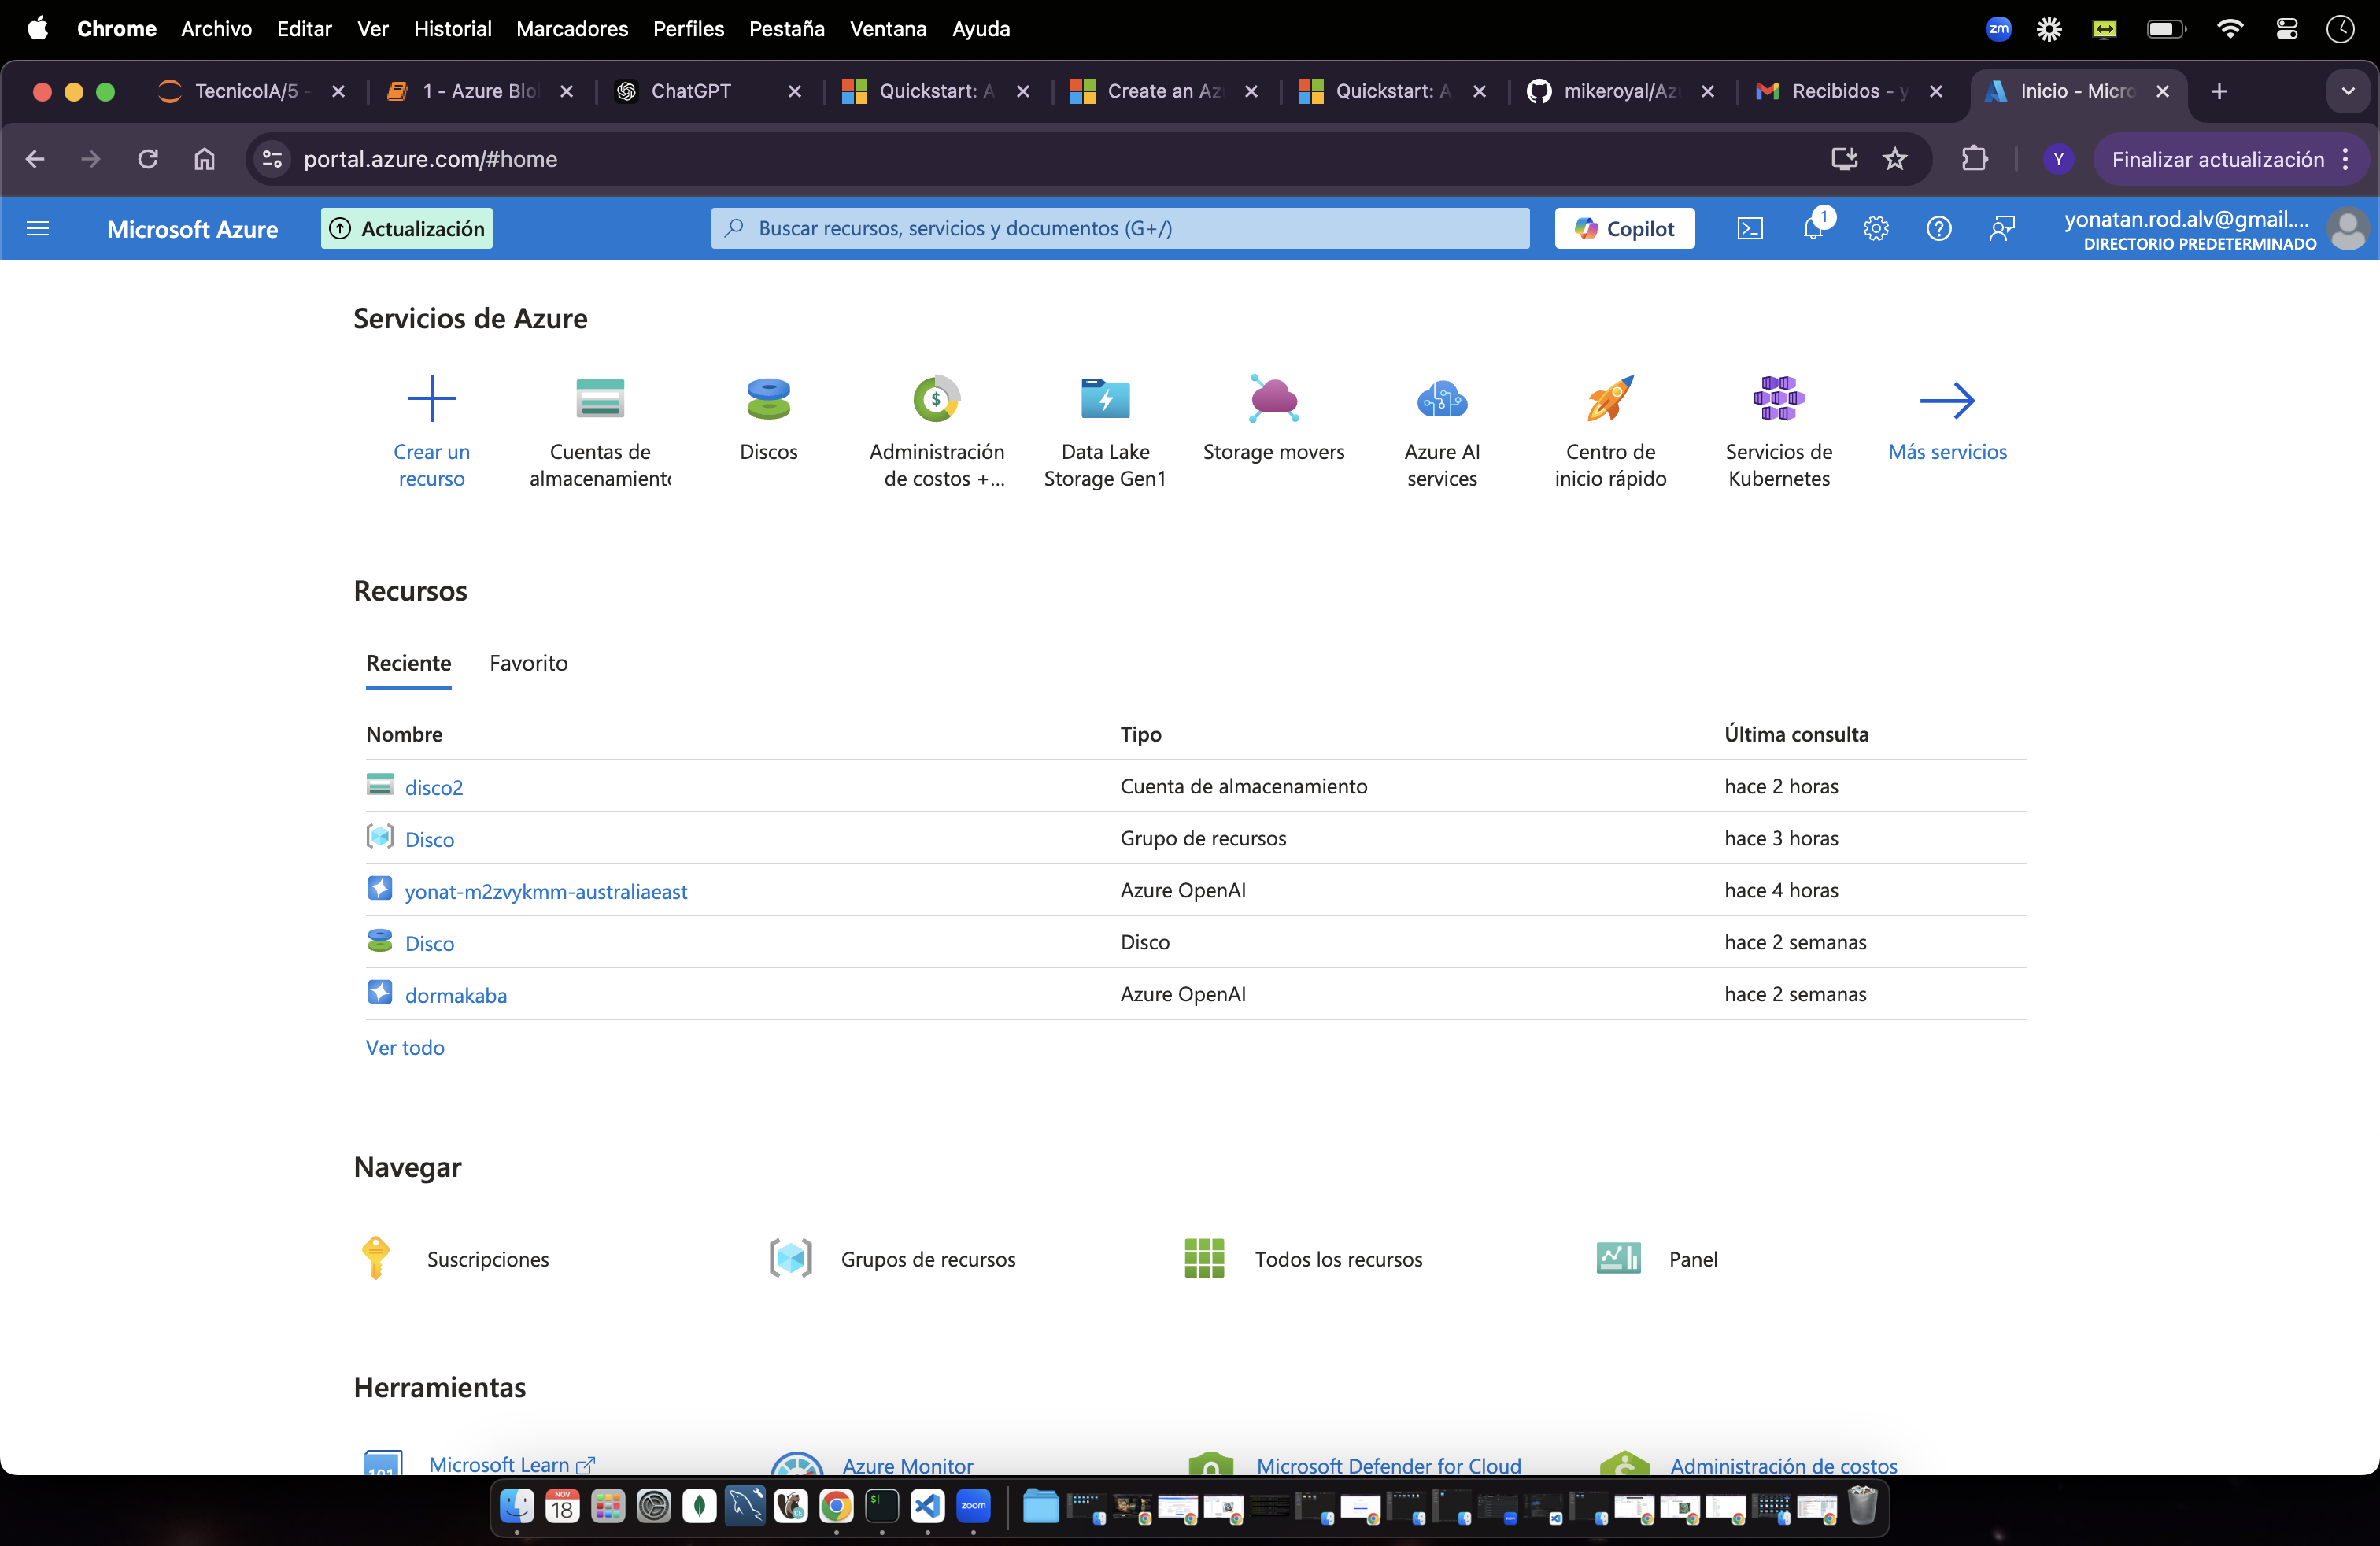 Chrome Archivo Editar Ver Historial Marcadores Perfiles Pestaña Ventana Ayuda
zm
TecnicoIA/5 - 1 - Azure Blo ChatGPT Quickstart: A Create an Az Quickstart: A mikeroyal/Az Recibidos - y Inicio - Micro
portal.azure.com/#home
Y
Finalizar actualización
Microsoft Azure
Actualización
Buscar recursos, servicios y documentos (G+/)
Copilot
1
yonatan.rod.alv@gmail....
DIRECTORIO PREDETERMINADO
Servicios de Azure
Crear un recurso
Cuentas de almacenamiento
Discos
Administración de costos +...
Data Lake Storage Gen1
Storage movers
Azure AI services
Centro de inicio rápido
Servicios de Kubernetes
Más servicios
Recursos
Reciente Favorito
Nombre Tipo Última consulta
disco2 Cuenta de almacenamiento hace 2 horas
Disco Grupo de recursos hace 3 horas
yonat-m2zvykmm-australiaeast Azure OpenAI hace 4 horas
Disco Disco hace 2 semanas
dormakaba Azure OpenAI hace 2 semanas
Ver todo
Navegar
Suscripciones Grupos de recursos Todos los recursos Panel
Herramientas
Microsoft Learn Azure Monitor Microsoft Defender for Cloud Administración de costos
NOV
18
zoom